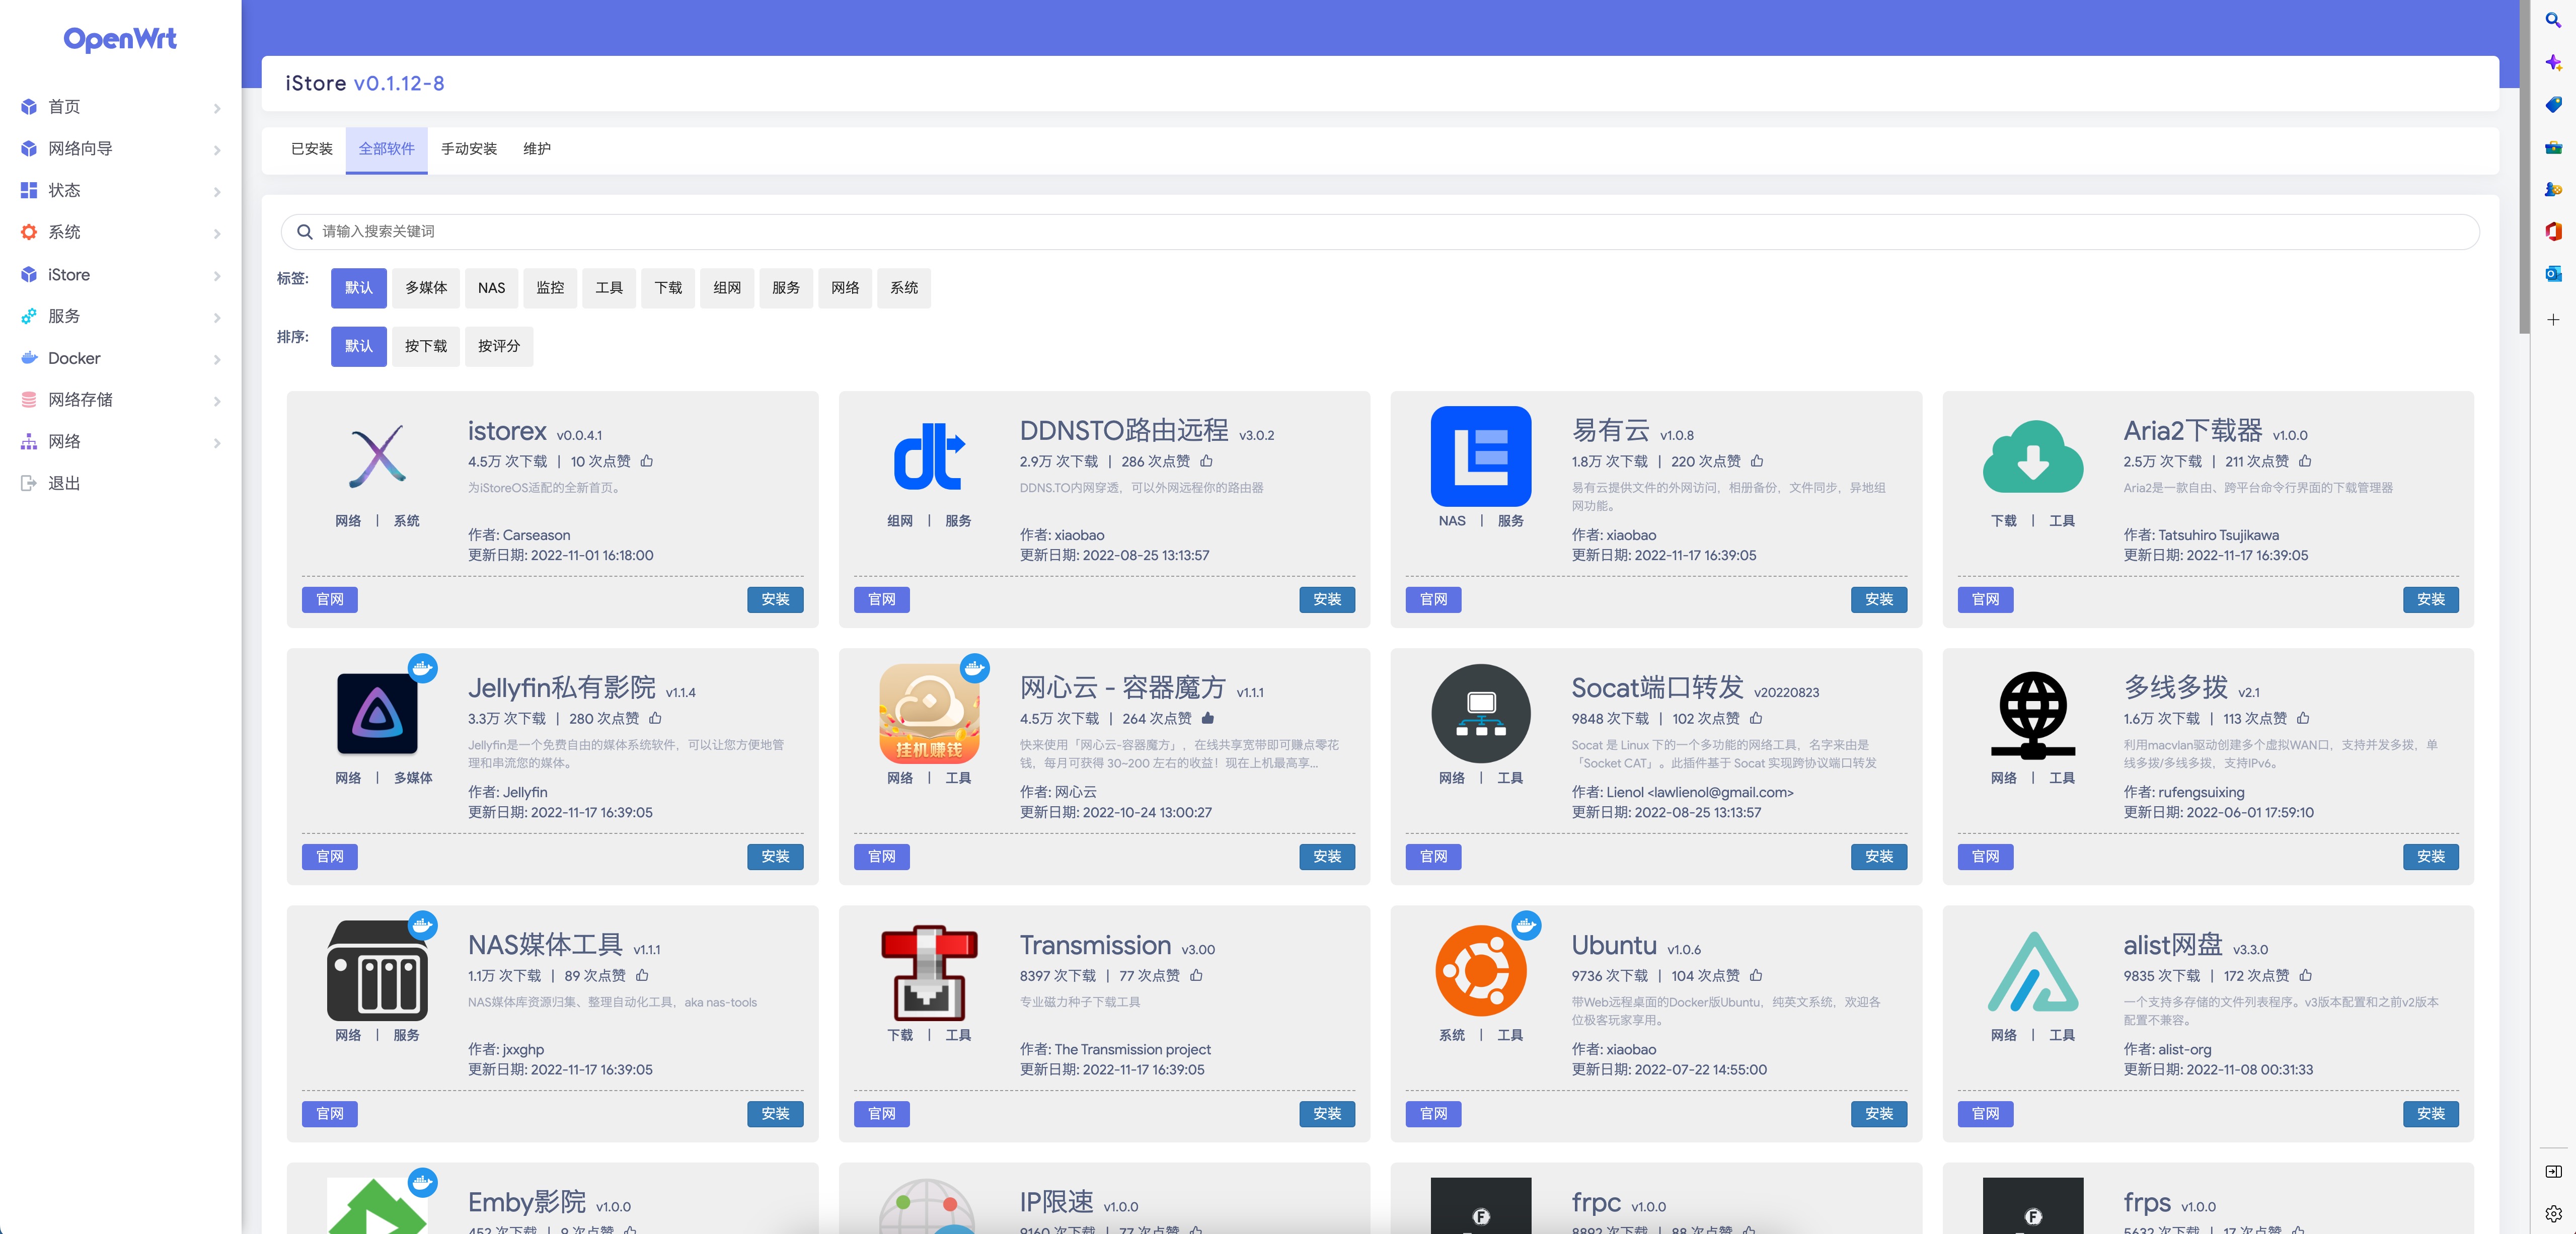 OpenWrt
首页
网络向导
状态
系统
iStore
服务
Docker
网络存储
网络
退出
iStore v0.1.12-8
已安装 全部软件 手动安装 维护
请输入搜索关键词
标签: 默认 多媒体 NAS 监控 工具 下载 组网 服务 网络 系统
排序: 默认 按下载 按评分
istorex v0.0.4.1
4.5万 次下载 | 10 次点赞
为iStoreOS适配的全新首页。
网络 | 系统
作者: Carseason
更新日期: 2022-11-01 16:18:00
官网 安装
DDNSTO路由远程 v3.0.2
2.9万 次下载 | 286 次点赞
DDNS.TO内网穿透，可以外网远程你的路由器
组网 | 服务
作者: xiaobao
更新日期: 2022-08-25 13:13:57
官网 安装
易有云 v1.0.8
1.8万 次下载 | 220 次点赞
易有云提供文件的外网访问，相册备份，文件同步，异地组
网功能。
NAS | 服务
作者: xiaobao
更新日期: 2022-11-17 16:39:05
官网 安装
Aria2下载器 v1.0.0
2.5万 次下载 | 211 次点赞
Aria2是一款自由、跨平台命令行界面的下载管理器
下载 | 工具
作者: Tatsuhiro Tsujikawa
更新日期: 2022-11-17 16:39:05
官网 安装
Jellyfin私有影院 v1.1.4
3.3万 次下载 | 280 次点赞
Jellyfin是一个免费自由的媒体系统软件，可以让您方便地管
理和串流您的媒体。
网络 | 多媒体
作者: Jellyfin
更新日期: 2022-11-17 16:39:05
官网 安装
挂机赚钱
网心云 - 容器魔方 v1.1.1
4.5万 次下载 | 264 次点赞
快来使用「网心云-容器魔方」，在线共享宽带即可赚点零花
钱，每月可获得 30~200 左右的收益！现在上机最高享...
网络 | 工具
作者: 网心云
更新日期: 2022-10-24 13:00:27
官网 安装
Socat端口转发 v20220823
9848 次下载 | 102 次点赞
Socat 是 Linux 下的一个多功能的网络工具，名字来由是
「Socket CAT」。此插件基于 Socat 实现跨协议端口转发
网络 | 工具
作者: Lienol <lawlienol@gmail.com>
更新日期: 2022-08-25 13:13:57
官网 安装
多线多拨 v2.1
1.6万 次下载 | 113 次点赞
利用macvlan驱动创建多个虚拟WAN口，支持并发多拨，单
线多拨/多线多拨，支持IPv6。
网络 | 工具
作者: rufengsuixing
更新日期: 2022-06-01 17:59:10
官网 安装
NAS媒体工具 v1.1.1
1.1万 次下载 | 89 次点赞
NAS媒体库资源归集、整理自动化工具，aka nas-tools
网络 | 服务
作者: jxxghp
更新日期: 2022-11-17 16:39:05
官网 安装
Transmission v3.00
8397 次下载 | 77 次点赞
专业磁力种子下载工具
下载 | 工具
作者: The Transmission project
更新日期: 2022-11-17 16:39:05
官网 安装
Ubuntu v1.0.6
9736 次下载 | 104 次点赞
带Web远程桌面的Docker版Ubuntu，纯英文系统，欢迎各
位极客玩家享用。
系统 | 工具
作者: xiaobao
更新日期: 2022-07-22 14:55:00
官网 安装
alist网盘 v3.3.0
9835 次下载 | 172 次点赞
一个支持多存储的文件列表程序。v3版本配置和之前v2版本
配置不兼容。
网络 | 工具
作者: alist-org
更新日期: 2022-11-08 00:31:33
官网 安装
Emby影院 v1.0.0
452 次下载 | 9 次点赞
IP限速 v1.0.0
9160 次下载 | 77 次点赞
frpc v1.0.0
8892 次下载 | 88 次点赞
frps v1.0.0
5632 次下载 | 17 次点赞